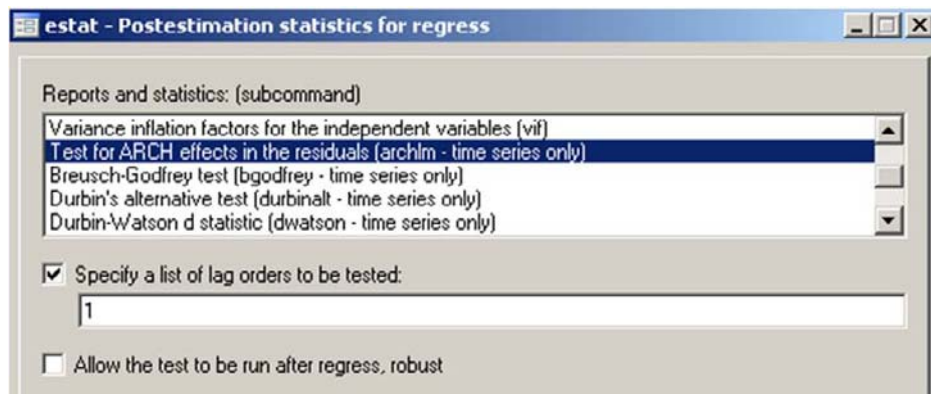 estat - Postestimation statistics for regress
Reports and statistics: (subcommand)
Variance inflation factors for the independent variables (vif)
Test for ARCH effects in the residuals (archlm - time series only)
Breusch-Godfrey test (bgodfrey - time series only)
Durbin's alternative test (durbinalt - time series only)
Durbin-Watson d statistic (dwatson - time series only)
Specify a list of lag orders to be tested:
1
Allow the test to be run after regress, robust